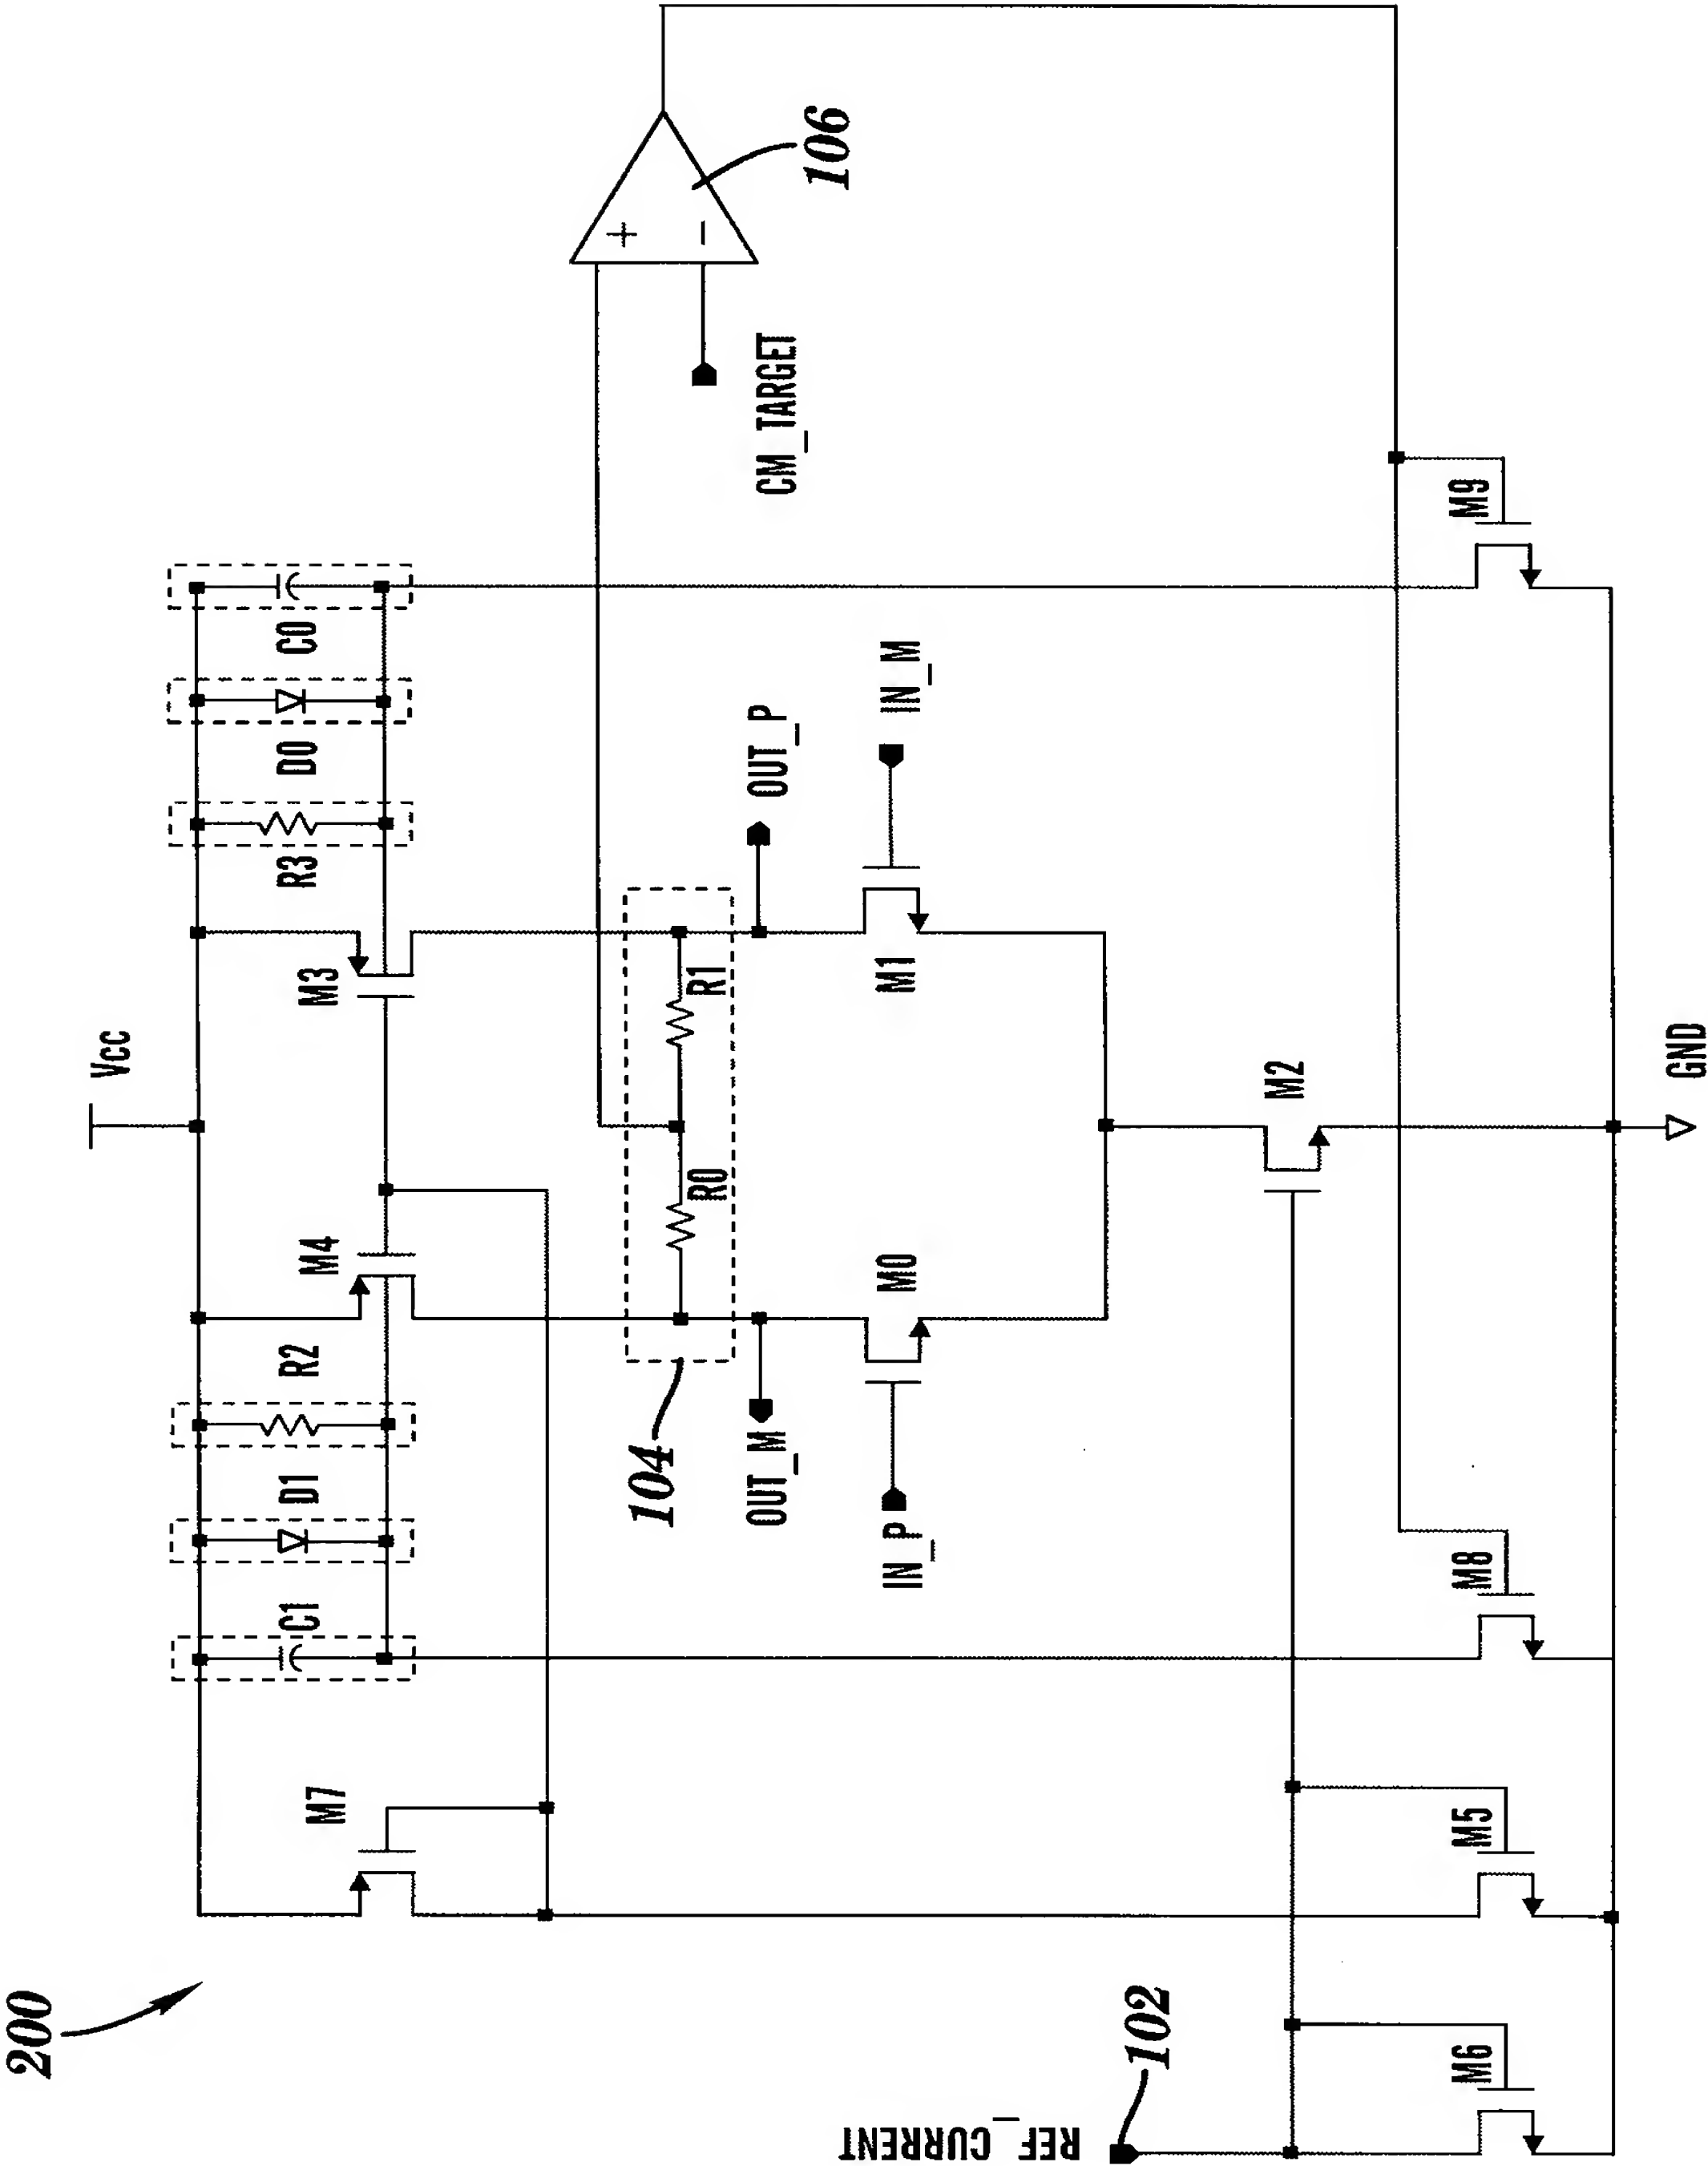 200
Vcc
M7
C1
D1
R2
M4
M3
R3
D0
C0
104
R0
R1
OUT_M
OUT_P
CM_TARGET
+
−
106
IN_P
M0
M1
IN_M
REF_CURRENT
102
M2
M6
M5
M8
M9
GND